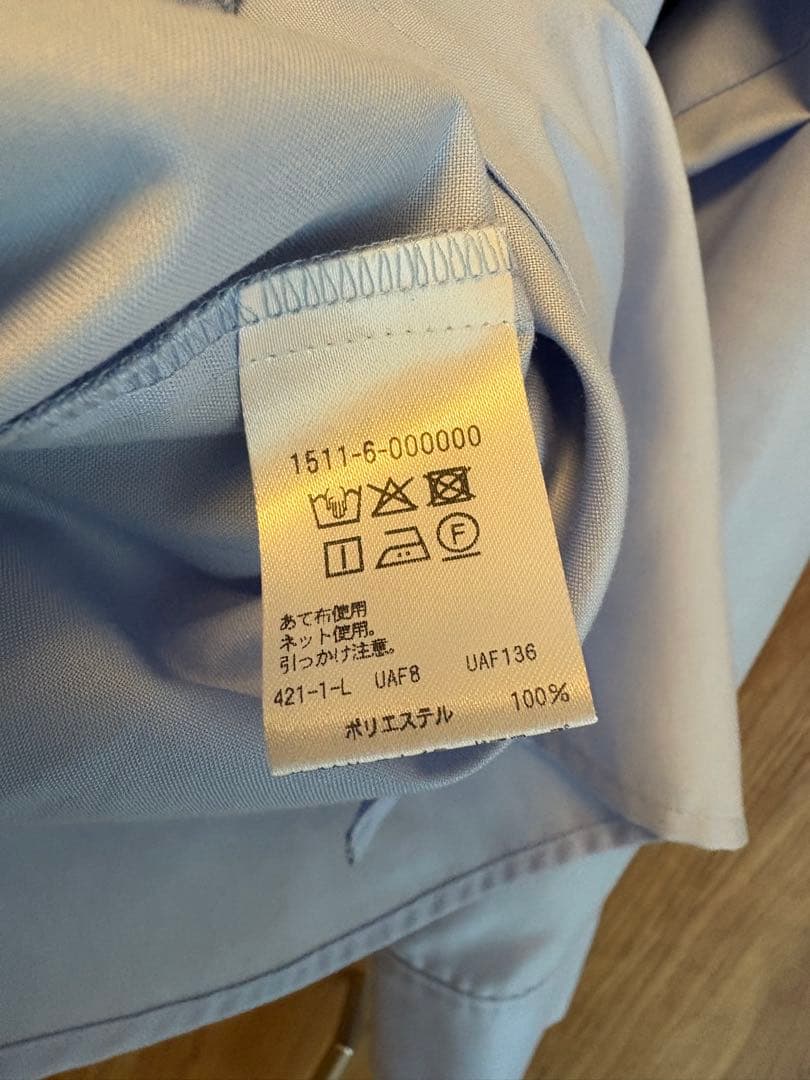 1511-6-000000
F
あて布使用
ネット使用。
引っかけ注意。
421-1-L UAF8 UAF136
ポリエステル 100%